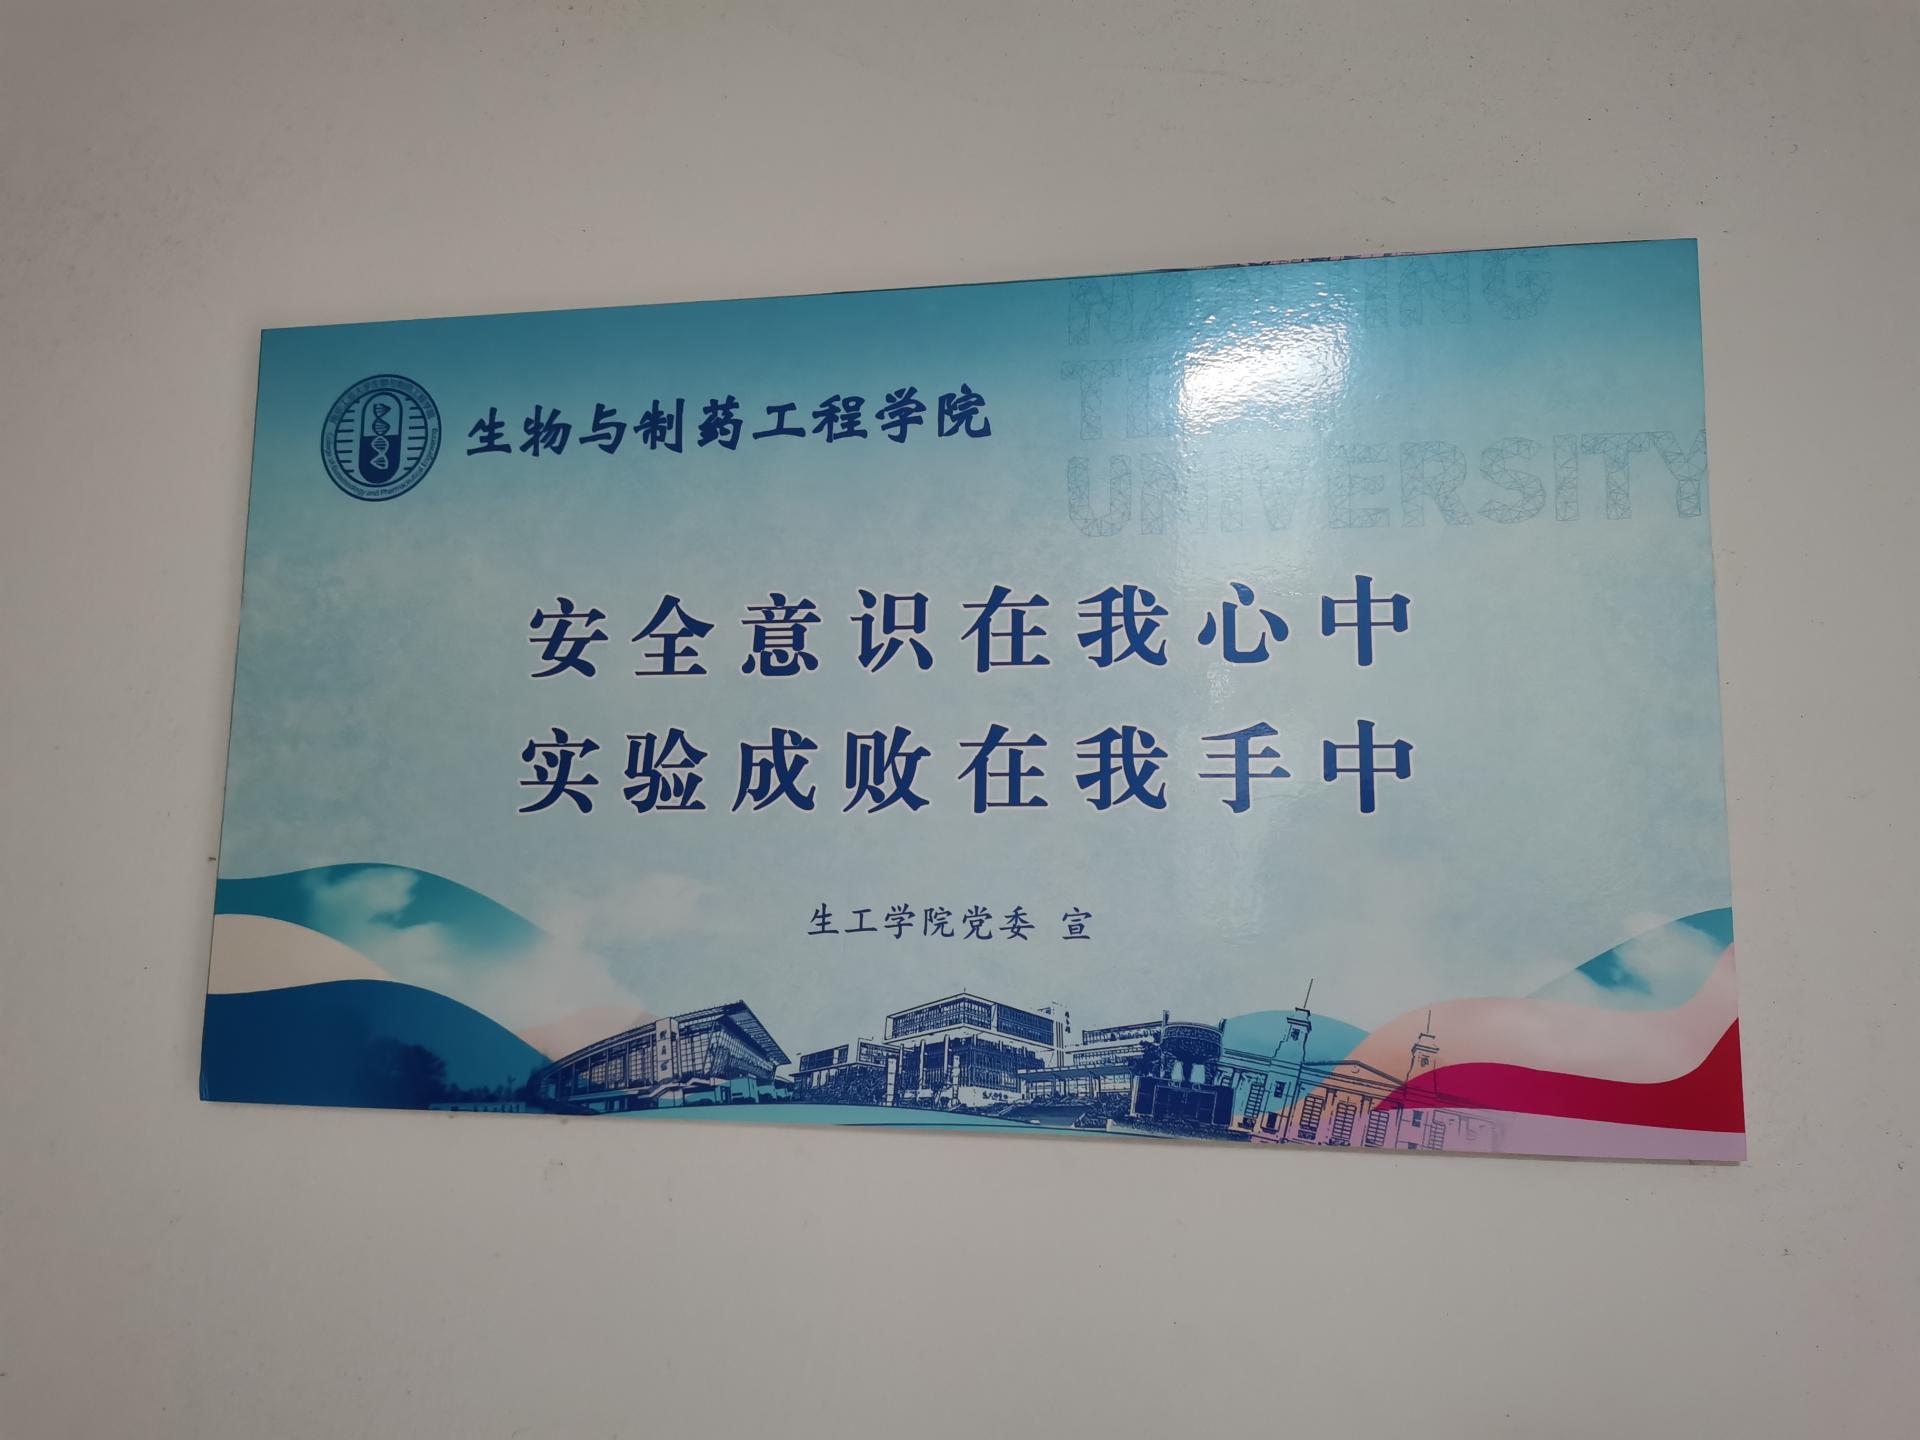 生物与制药工程学院
NANJING
TECH
UNIVERSITY
安全意识在我心中
实验成败在我手中
生工学院党委 宣